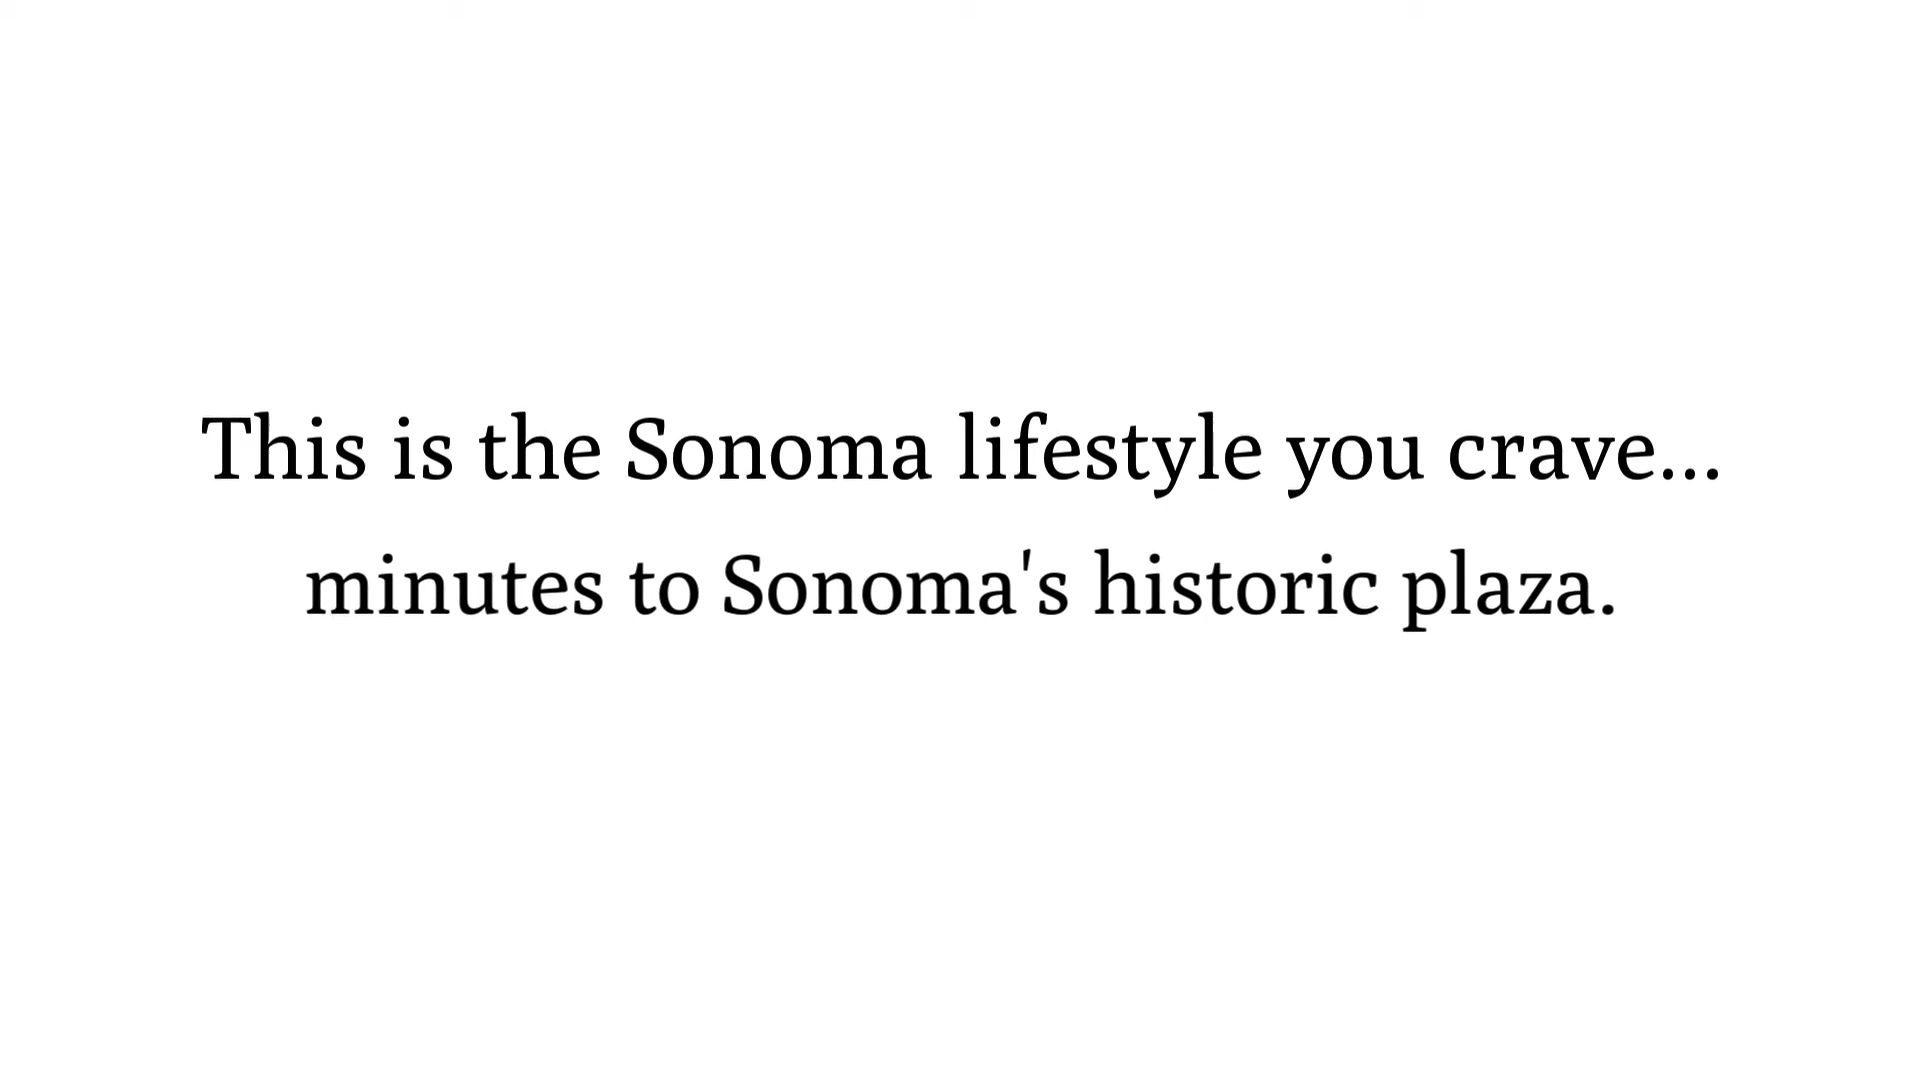 This is the Sonoma lifestyle you crave...
minutes to Sonoma's historic plaza.